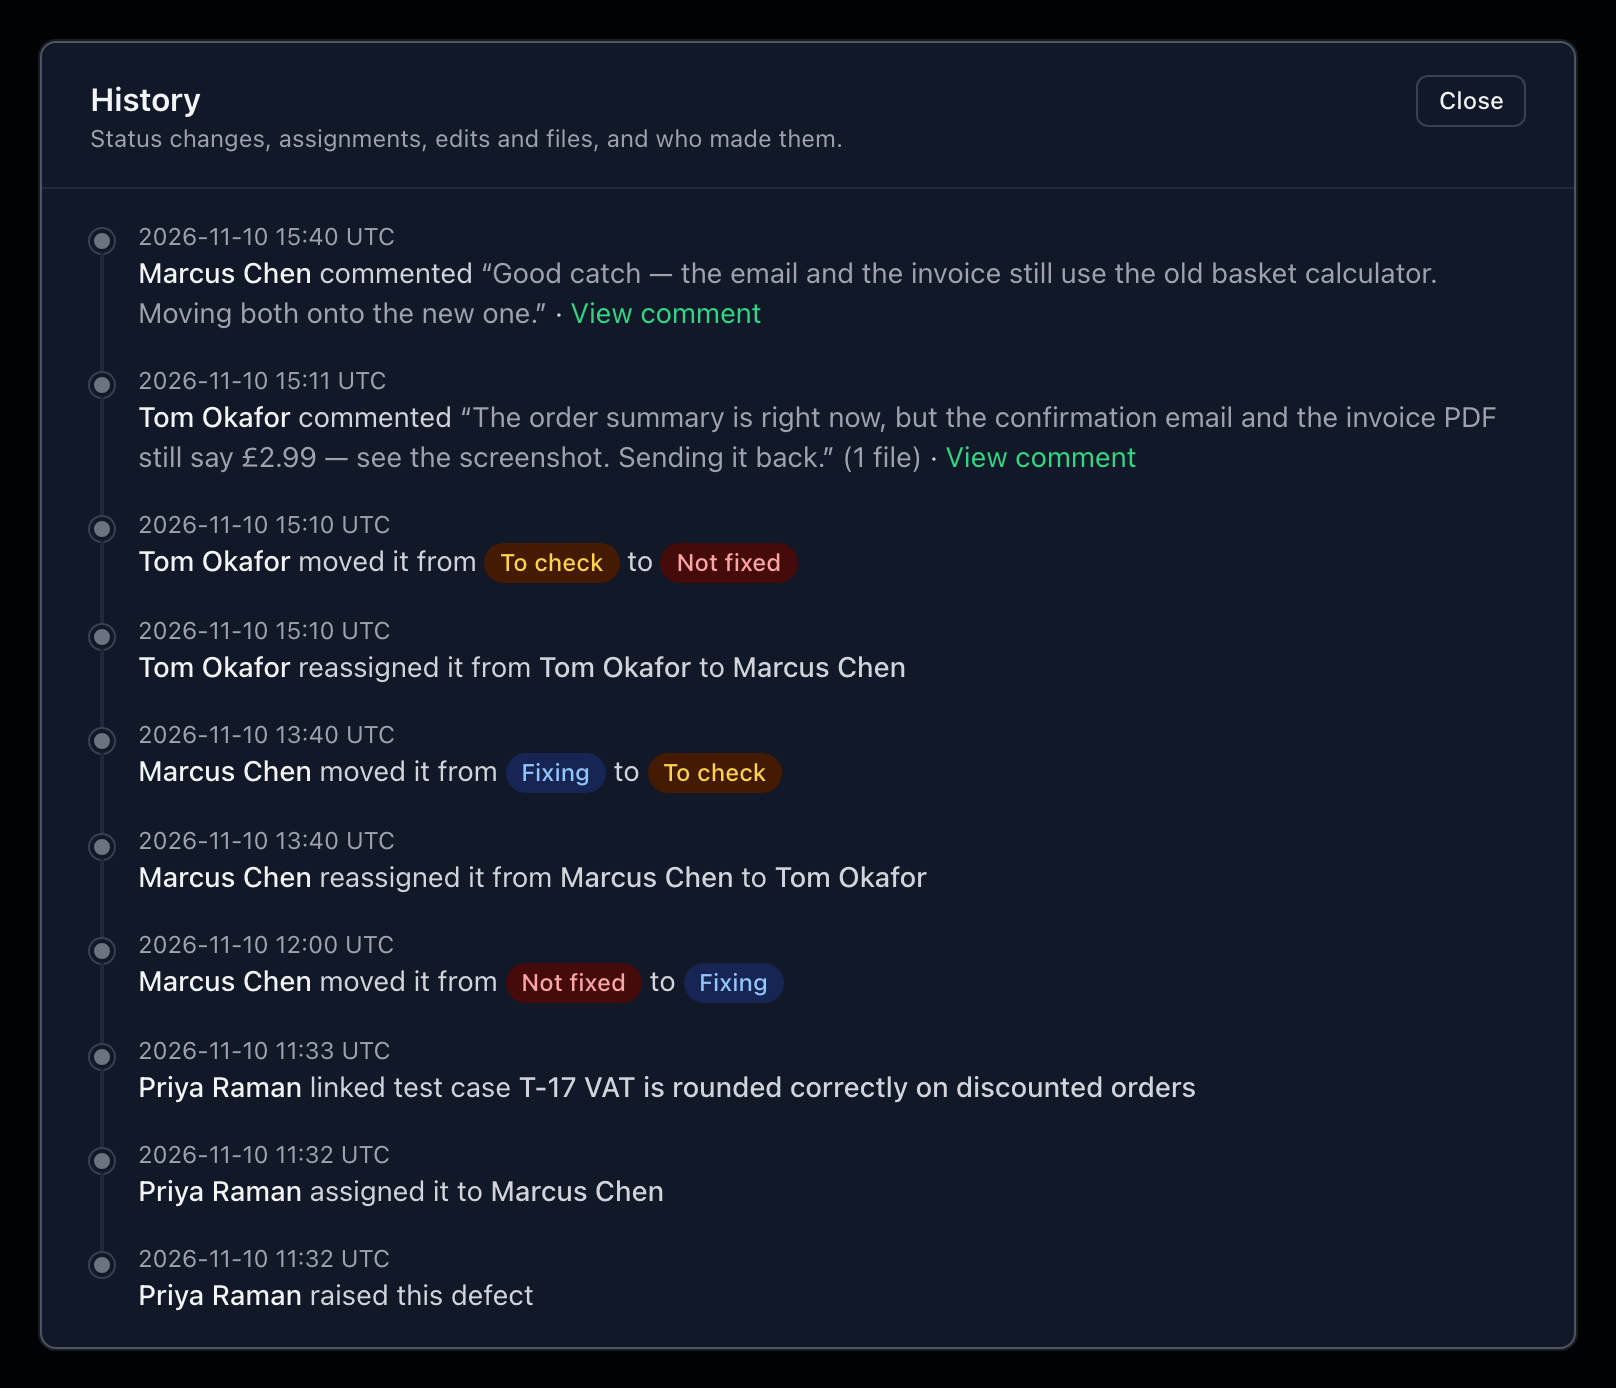 History
Close
Status changes, assignments, edits and files, and who made them.
2026-11-10 15:40 UTC
Marcus Chen commented “Good catch — the email and the invoice still use the old basket calculator.
Moving both onto the new one.” · View comment
2026-11-10 15:11 UTC
Tom Okafor commented “The order summary is right now, but the confirmation email and the invoice PDF
still say £2.99 — see the screenshot. Sending it back.” (1 file) · View comment
2026-11-10 15:10 UTC
Tom Okafor moved it from To check to Not fixed
2026-11-10 15:10 UTC
Tom Okafor reassigned it from Tom Okafor to Marcus Chen
2026-11-10 13:40 UTC
Marcus Chen moved it from Fixing to To check
2026-11-10 13:40 UTC
Marcus Chen reassigned it from Marcus Chen to Tom Okafor
2026-11-10 12:00 UTC
Marcus Chen moved it from Not fixed to Fixing
2026-11-10 11:33 UTC
Priya Raman linked test case T-17 VAT is rounded correctly on discounted orders
2026-11-10 11:32 UTC
Priya Raman assigned it to Marcus Chen
2026-11-10 11:32 UTC
Priya Raman raised this defect